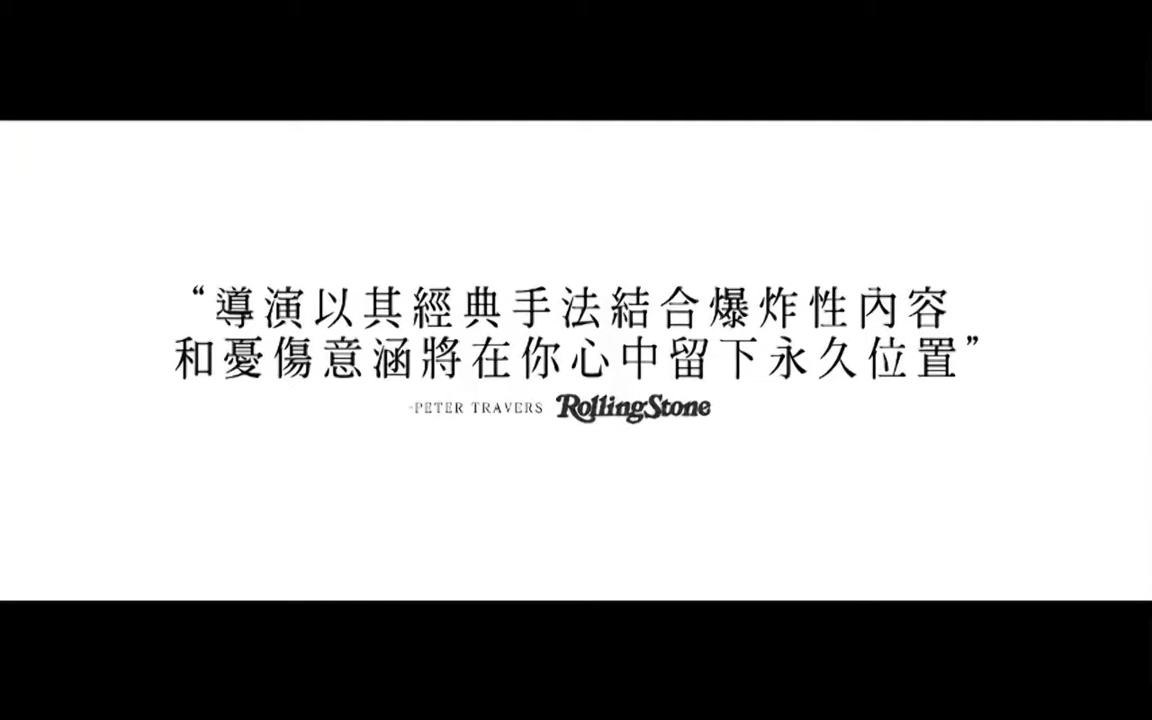 “導演以其經典手法結合爆炸性內容
和憂傷意涵將在你心中留下永久位置”
-PETER TRAVERS RollingStone